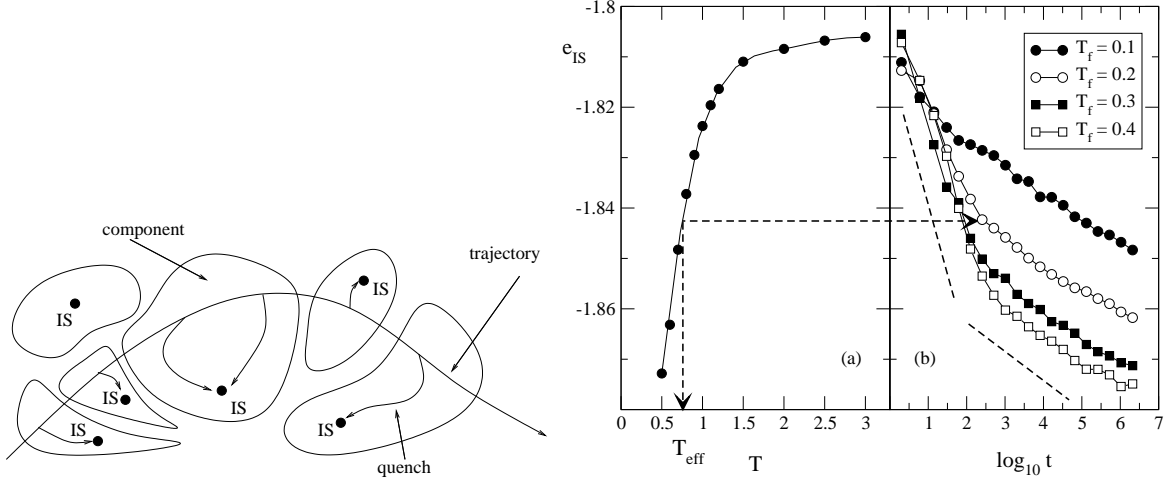 component
trajectory
IS
IS
IS
IS
IS
IS
quench
-1.8
e_IS
-1.82
-1.84
-1.86
T_f = 0.1
T_f = 0.2
T_f = 0.3
T_f = 0.4
(a)
(b)
0 0.5 1 1.5 2 2.5 3
1 2 3 4 5 6 7
T_eff
T
log_10 t